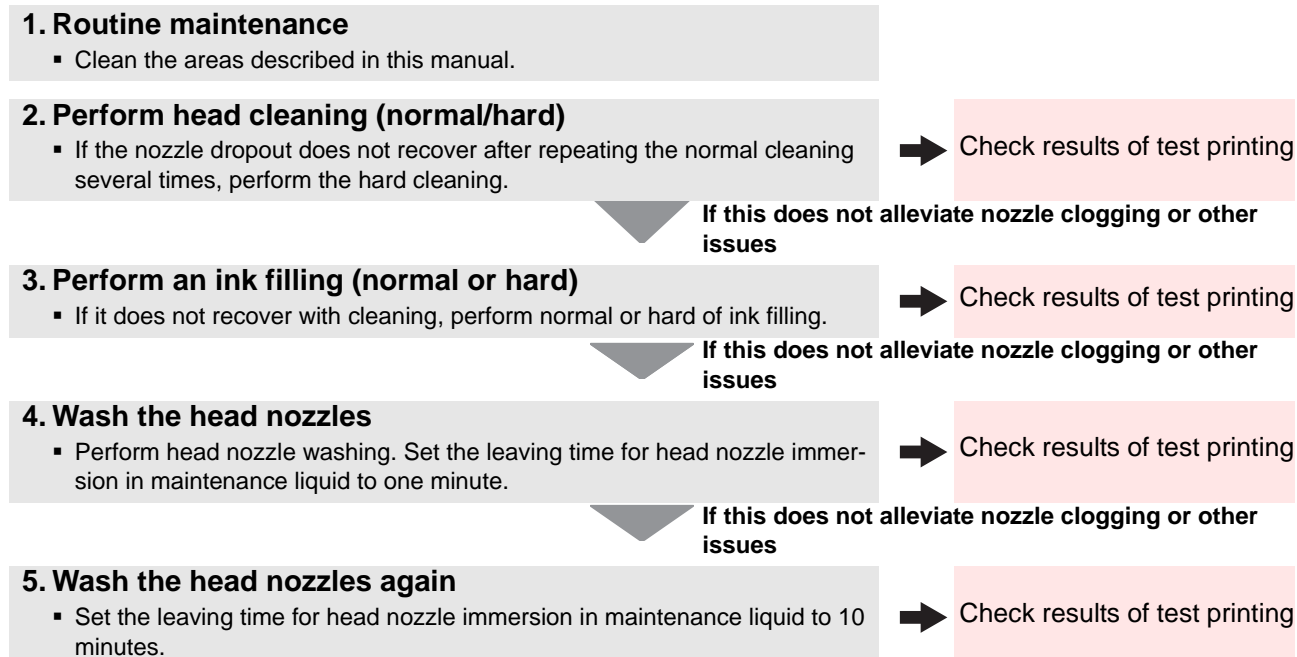 1. Routine maintenance
▪ Clean the areas described in this manual.
2. Perform head cleaning (normal/hard)
▪ If the nozzle dropout does not recover after repeating the normal cleaning
several times, perform the hard cleaning.
Check results of test printing
If this does not alleviate nozzle clogging or other
issues
3. Perform an ink filling (normal or hard)
▪ If it does not recover with cleaning, perform normal or hard of ink filling.
Check results of test printing
If this does not alleviate nozzle clogging or other
issues
4. Wash the head nozzles
▪ Perform head nozzle washing. Set the leaving time for head nozzle immer-
sion in maintenance liquid to one minute.
Check results of test printing
If this does not alleviate nozzle clogging or other
issues
5. Wash the head nozzles again
▪ Set the leaving time for head nozzle immersion in maintenance liquid to 10
minutes.
Check results of test printing